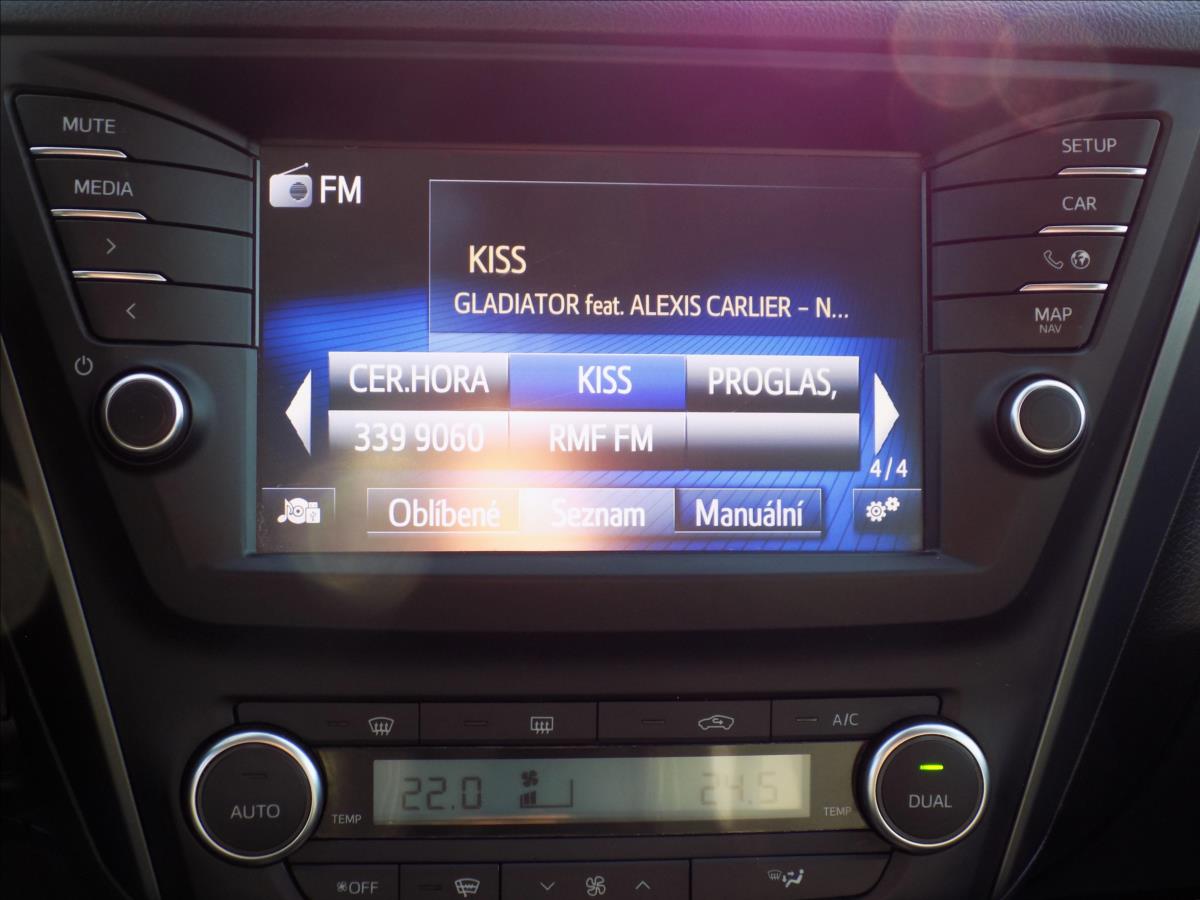 MUTE
MEDIA
FM
KISS
GLADIATOR feat. ALEXIS CARLIER – N...
CER.HORA KISS PROGLAS,
339 9060 RMF FM
4/4
Oblíbené Seznam Manuální
SETUP
CAR
MAP
NAV
A/C
AUTO
TEMP
22.0
24.5
TEMP
DUAL
OFF